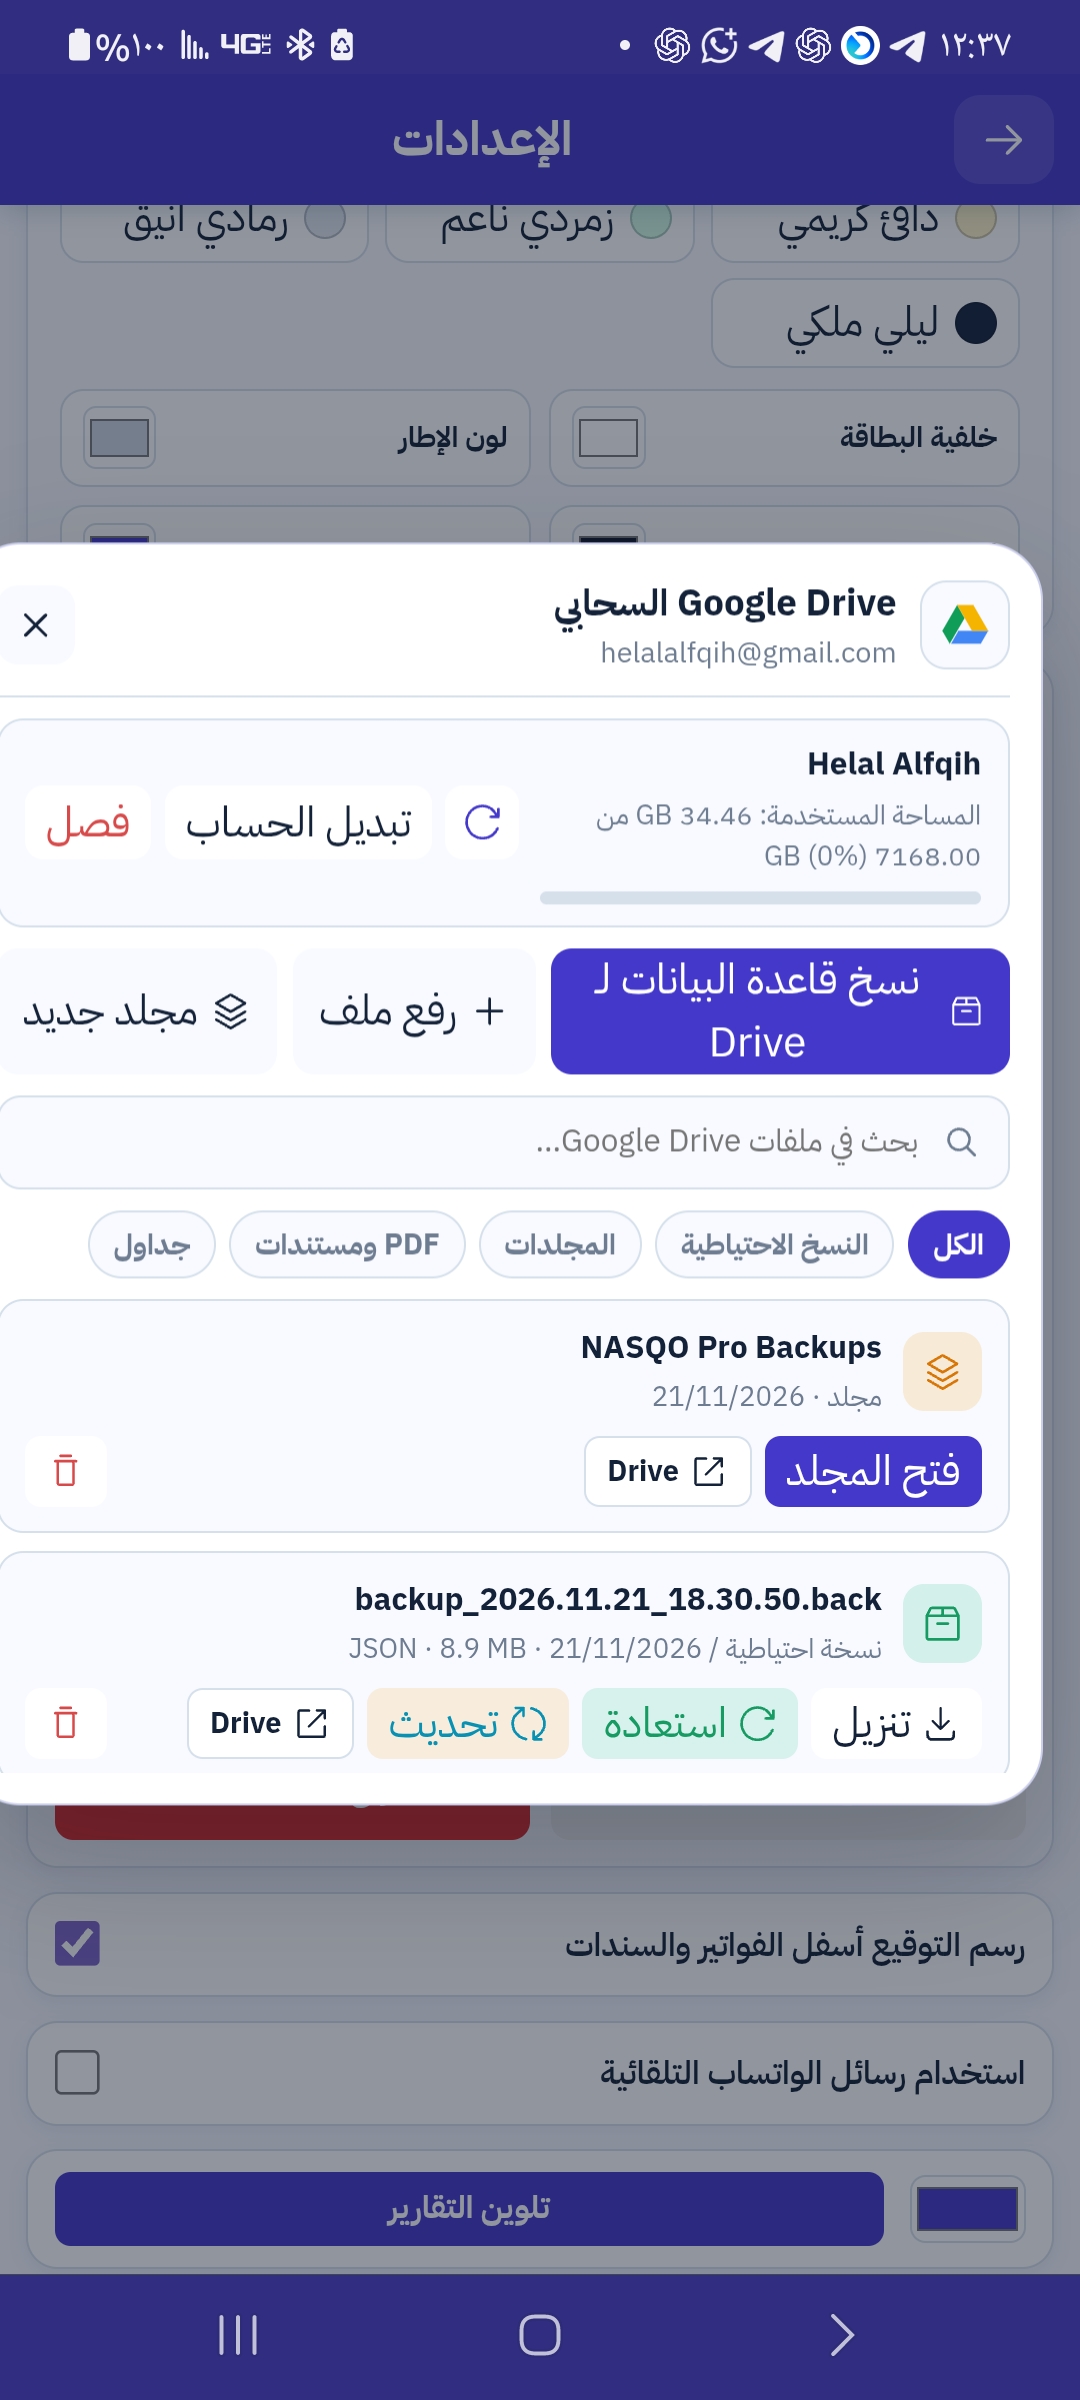 ١٢:٣٧
%١٠٠
4G LTE
الإعدادات
دافئ كريمي
زمردي ناعم
رمادي أنيق
ليلي ملكي
خلفية البطاقة
لون الإطار
Google Drive السحابي
helalalfqih@gmail.com
Helal Alfqih
المساحة المستخدمة: 34.46 GB من
7168.00 GB (0%)
تبديل الحساب
فصل
نسخ قاعدة البيانات لـ
Drive
رفع ملف
مجلد جديد
بحث في ملفات Google Drive...
الكل
النسخ الاحتياطية
المجلدات
PDF ومستندات
جداول
NASQO Pro Backups
مجلد · 21/11/2026
فتح المجلد
Drive
backup_2026.11.21_18.30.50.back
نسخة احتياطية / JSON · 8.9 MB · 21/11/2026
تنزيل
استعادة
تحديث
Drive
رسم التوقيع أسفل الفواتير والسندات
استخدام رسائل الواتساب التلقائية
تلوين التقارير